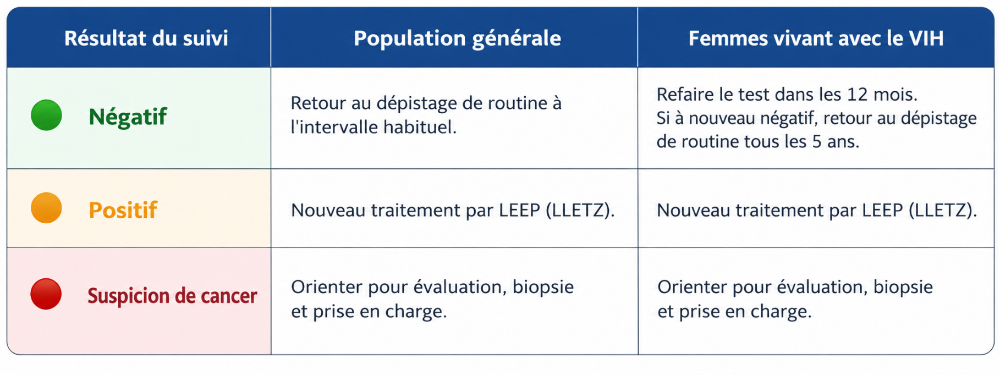 Résultat du suivi
Population générale
Femmes vivant avec le VIH
Négatif
Retour au dépistage de routine à
l'intervalle habituel.
Refaire le test dans les 12 mois.
Si à nouveau négatif, retour au dépistage
de routine tous les 5 ans.
Positif
Nouveau traitement par LEEP (LLETZ).
Nouveau traitement par LEEP (LLETZ).
Suspicion de cancer
Orienter pour évaluation, biopsie
et prise en charge.
Orienter pour évaluation, biopsie
et prise en charge.